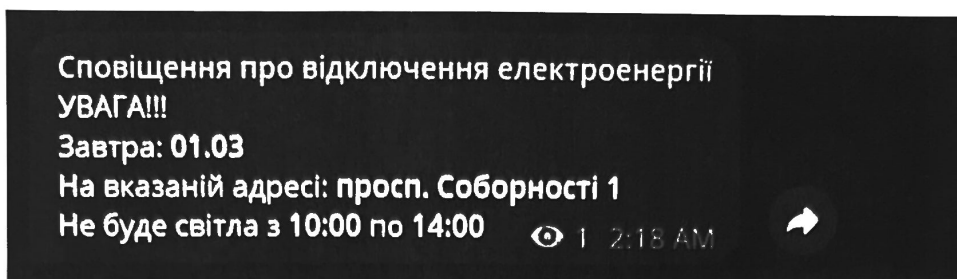 Сповіщення про відключення електроенергії
УВАГА!!!
Завтра: 01.03
На вказаній адресі: просп. Соборності 1
Не буде світла з 10:00 по 14:00
1 2:18 AM